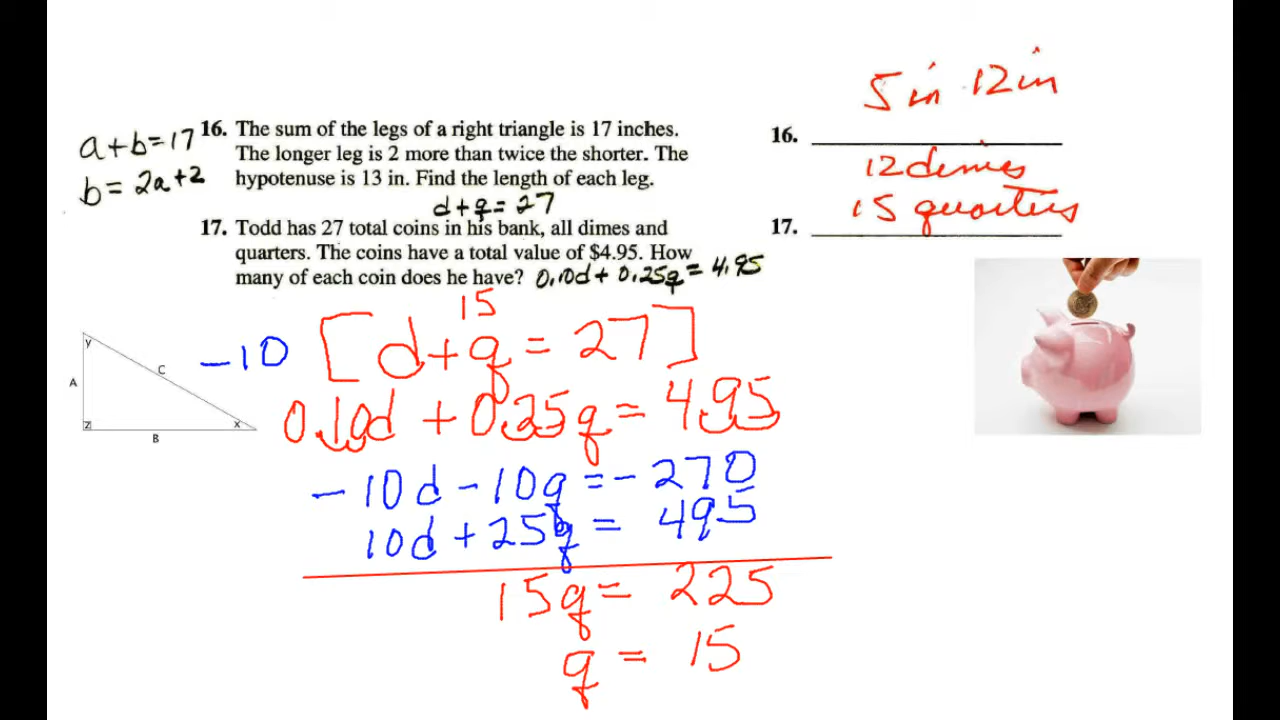 5 in 12 in
a+b=17
16. The sum of the legs of a right triangle is 17 inches.
The longer leg is 2 more than twice the shorter. The
hypotenuse is 13 in. Find the length of each leg.
b=2a+2
16.
12 dimes
15 quarters
d+q=27
17. Todd has 27 total coins in his bank, all dimes and
quarters. The coins have a total value of $4.95. How
many of each coin does he have? 0.10d+0.25q=4.95
17.
15
-10 [d+q=27]
0.10d+0.25q=4.95
y
A
C
z
x
B
-10d-10q=-270
10d+25q=495
15q=225
q=15